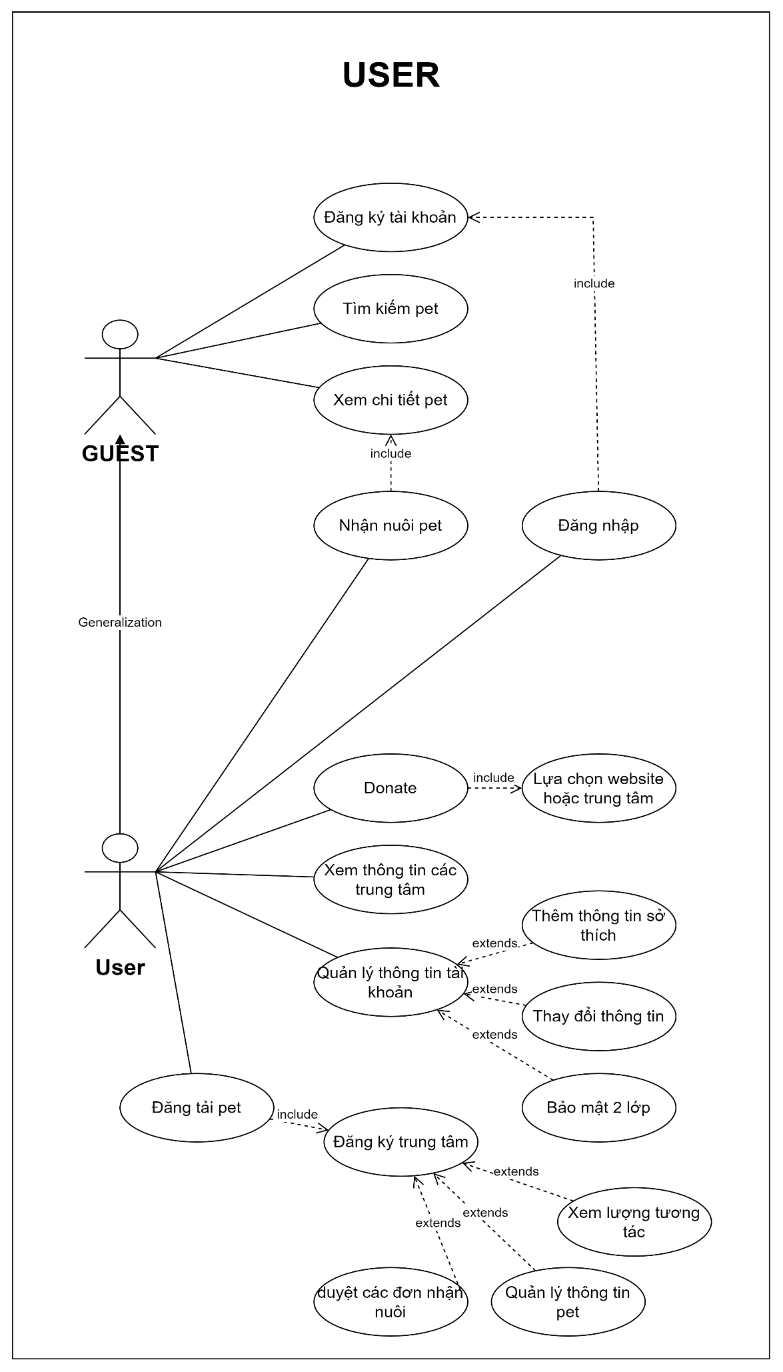 USER
Đăng ký tài khoản
include
Tìm kiếm pet
Xem chi tiết pet
GUEST
include
Nhận nuôi pet
Đăng nhập
Generalization
Donate
include
Lựa chọn website
hoặc trung tâm
Xem thông tin các
trung tâm
Thêm thông tin sở
thích
extends
User
Quản lý thông tin tài
khoản
extends
Thay đổi thông tin
extends
Đăng tải pet
include
Bảo mật 2 lớp
Đăng ký trung tâm
extends
Xem lượng tương
tác
extends
extends
duyệt các đơn nhận
nuôi
Quản lý thông tin
pet